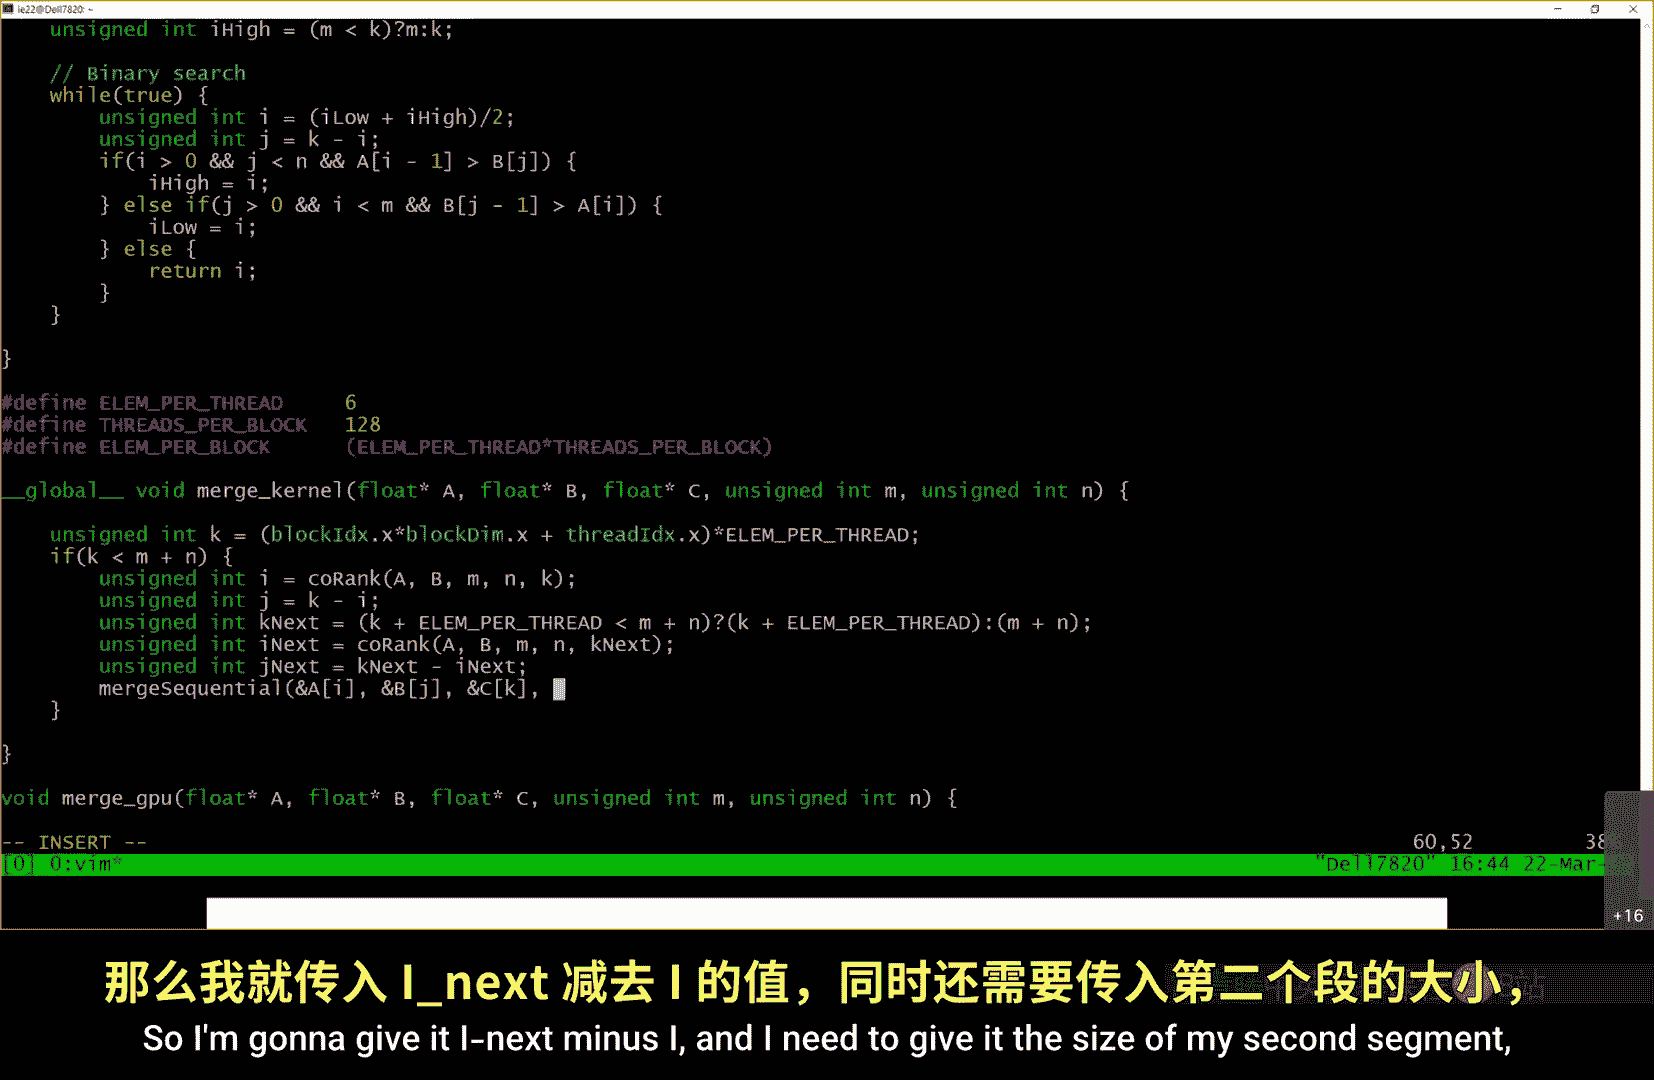 ie22@Dell7820: ~
    unsigned int iHigh = (m < k)?m:k;
    // Binary search
    while(true) {
        unsigned int i = (iLow + iHigh)/2;
        unsigned int j = k - i;
        if(i > 0 && j < n && A[i - 1] > B[j]) {
            iHigh = i;
        } else if(j > 0 && i < m && B[j - 1] > A[i]) {
            iLow = i;
        } else {
            return i;
        }
    }
}
#define ELEM_PER_THREAD     6
#define THREADS_PER_BLOCK   128
#define ELEM_PER_BLOCK      (ELEM_PER_THREAD*THREADS_PER_BLOCK)
__global__ void merge_kernel(float* A, float* B, float* C, unsigned int m, unsigned int n) {
    unsigned int k = (blockIdx.x*blockDim.x + threadIdx.x)*ELEM_PER_THREAD;
    if(k < m + n) {
        unsigned int i = coRank(A, B, m, n, k);
        unsigned int j = k - i;
        unsigned int kNext = (k + ELEM_PER_THREAD < m + n)?(k + ELEM_PER_THREAD):(m + n);
        unsigned int iNext = coRank(A, B, m, n, kNext);
        unsigned int jNext = kNext - iNext;
        mergeSequential(&A[i], &B[j], &C[k],
    }
}
void merge_gpu(float* A, float* B, float* C, unsigned int m, unsigned int n) {
-- INSERT -- 60,52 38
[0] 0:vim* "Dell7820" 16:44 22-Mar-
+16
那么我就传入 I_next 减去 I 的值，同时还需要传入第二个段的大小，
So I'm gonna give it I-next minus I, and I need to give it the size of my second segment,